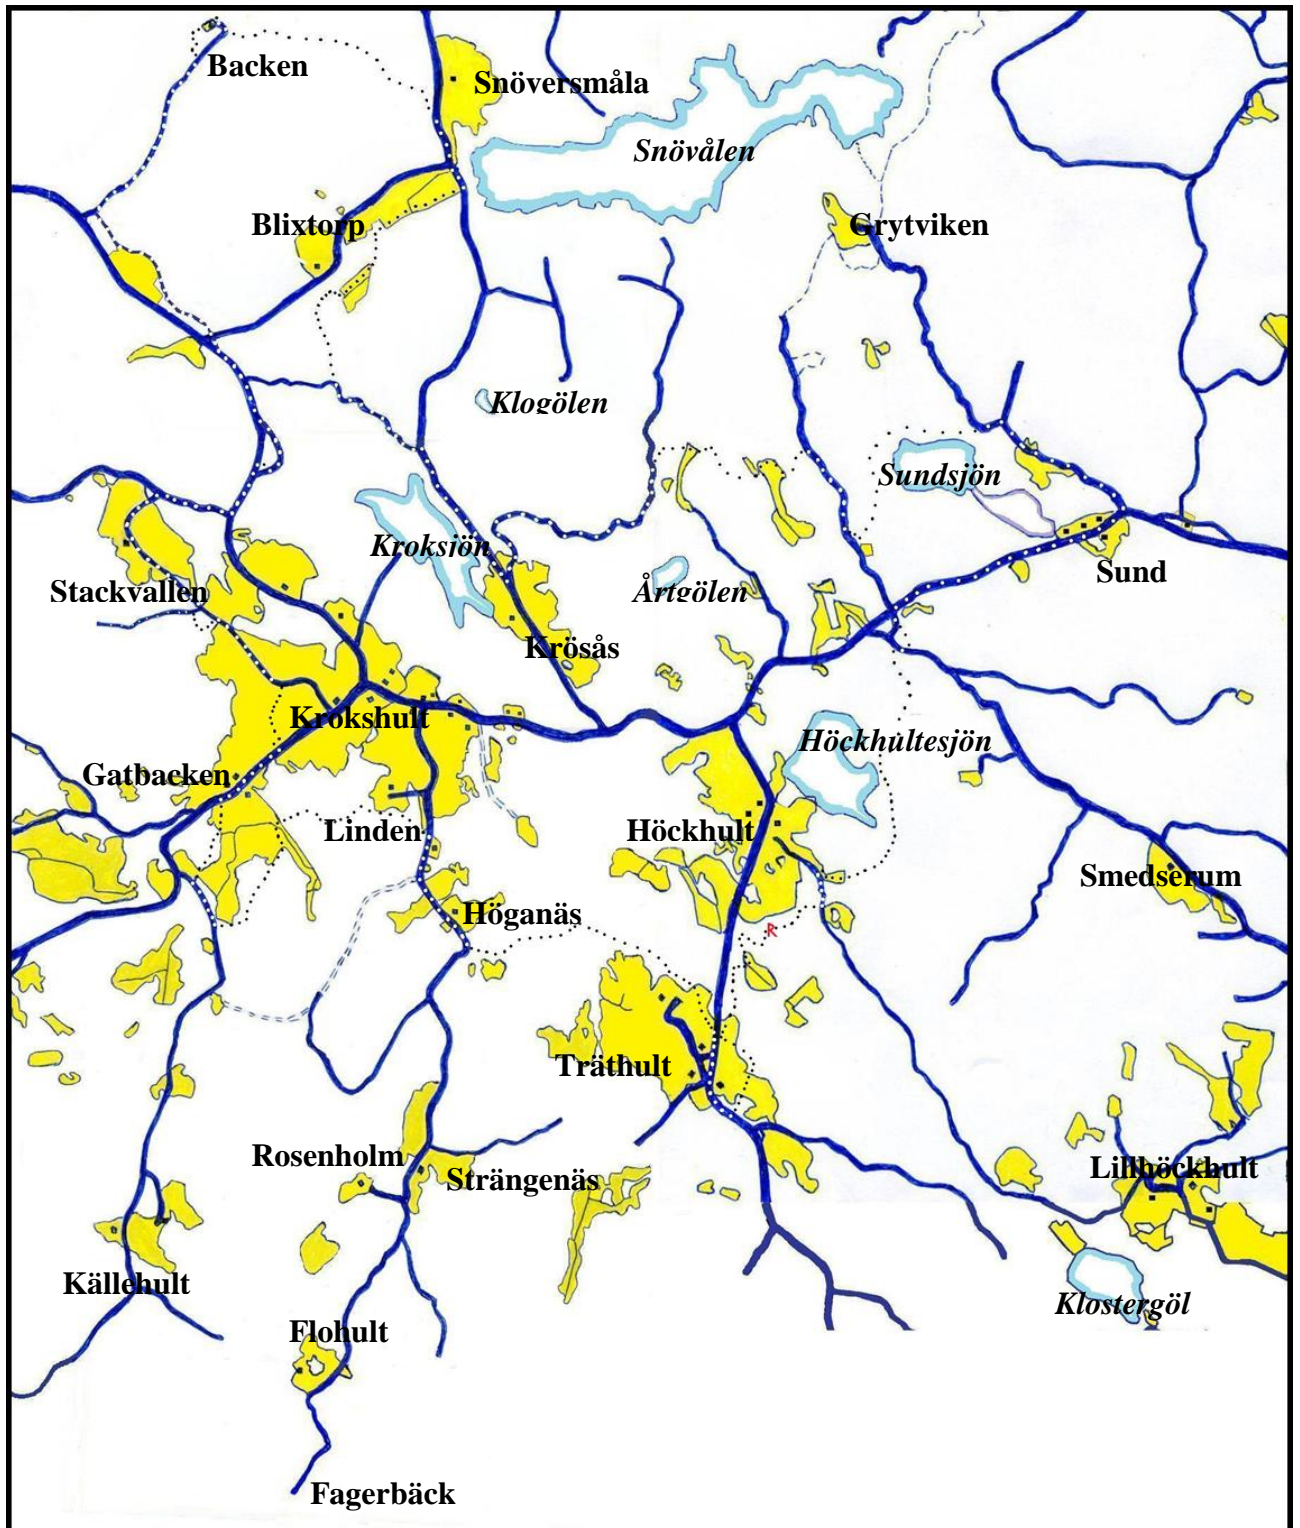 Backen
Snöversmåla
Snövålen
Blixtorp
Grytviken
Klogölen
Sundsjön
Kroksjön
Sund
Stackvallen
Årtgölen
Krösås
Krokshult
Höckhultesjön
Gatbacken
Linden
Höckhult
Smedserum
Höganäs
R
Träthult
Rosenholm
Lillhöckhult
Strängenäs
Källehult
Klostergöl
Flohult
Fagerbäck